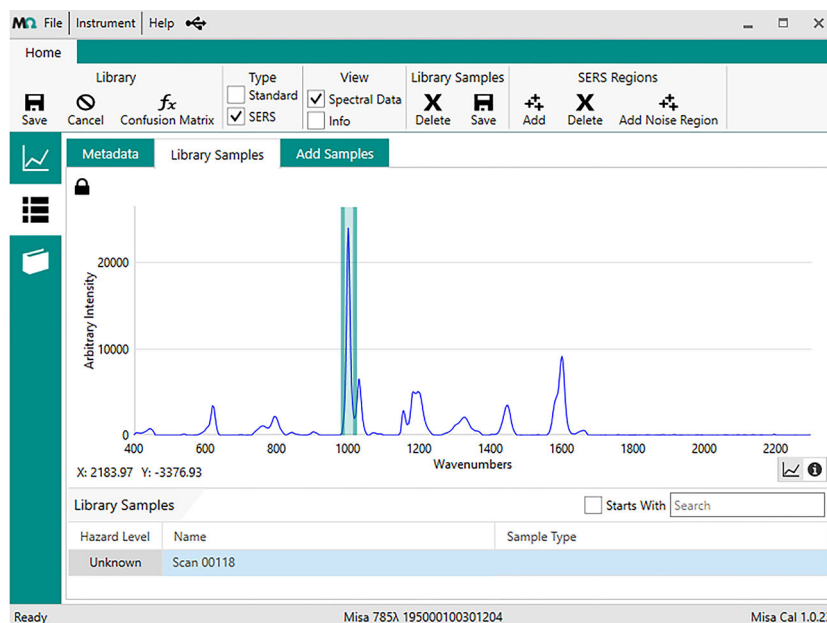 MΩ File Instrument Help
Home
Library Type View Library Samples SERS Regions
Standard Spectral Data
SERS Info
Save Cancel fx Confusion Matrix Delete Save Add Delete Add Noise Region
Metadata Library Samples Add Samples
Arbitrary Intensity
20000
10000
0
400 600 800 1000 1200 1400 1600 1800 2000 2200
Wavenumbers
X: 2183.97 Y: -3376.93
Library Samples Starts With Search
Hazard Level Name Sample Type
Unknown Scan 00118
Ready Misa 785λ 195000100301204 Misa Cal 1.0.2